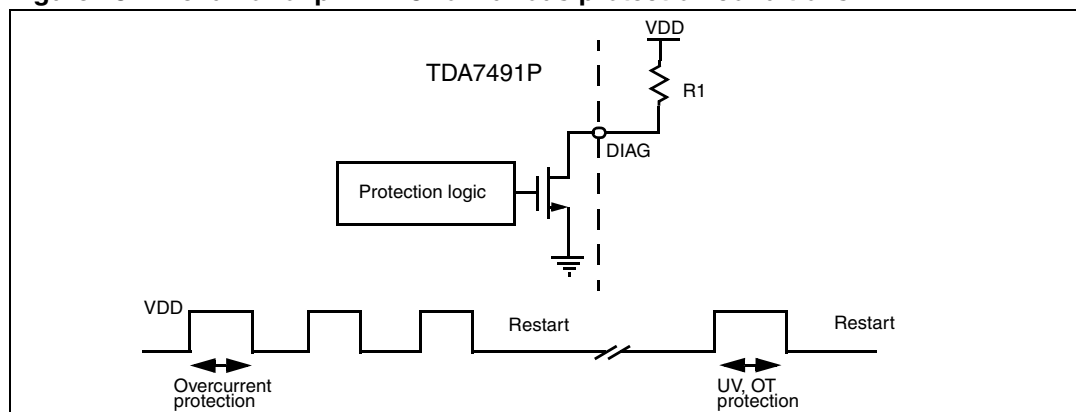 VDD
TDA7491P
R1
DIAG
Protection logic
VDD
Restart
Restart
Overcurrent
protection
UV, OT
protection